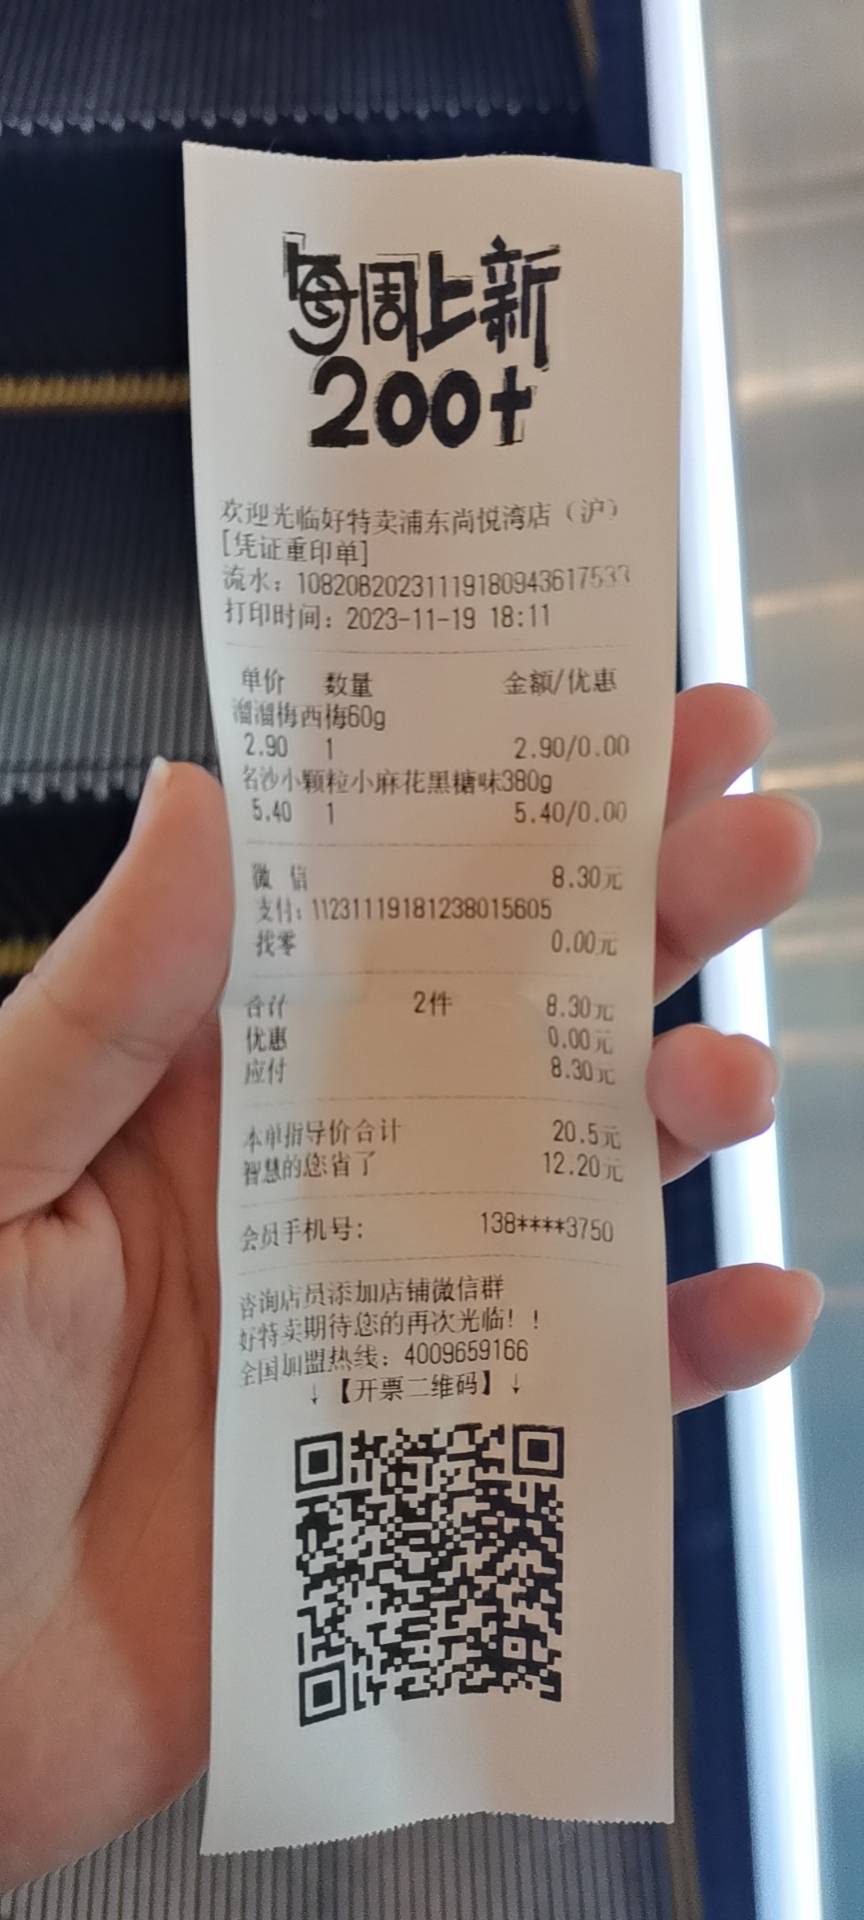 每周上新
200+
欢迎光临好特卖浦东尚悦湾店（沪）
[凭证重印单]
流水：10820B20231119180943617533
打印时间：2023-11-19 18:11
单价 数量 金额/优惠
溜溜梅西梅60g
2.90 1 2.90/0.00
名沙小颗粒小麻花黑糖味380g
5.40 1 5.40/0.00
微 信 8.30元
支付：112311191812380​15605
找零 0.00元
合计 2件 8.30元
优惠 0.00元
应付 8.30元
本单指导价合计 20.5元
智慧的您省了 12.20元
会员手机号： 138****3750
咨询店员添加店铺微信群
好特卖期待您的再次光临！！
全国加盟热线：4009659166
↓【开票二维码】↓